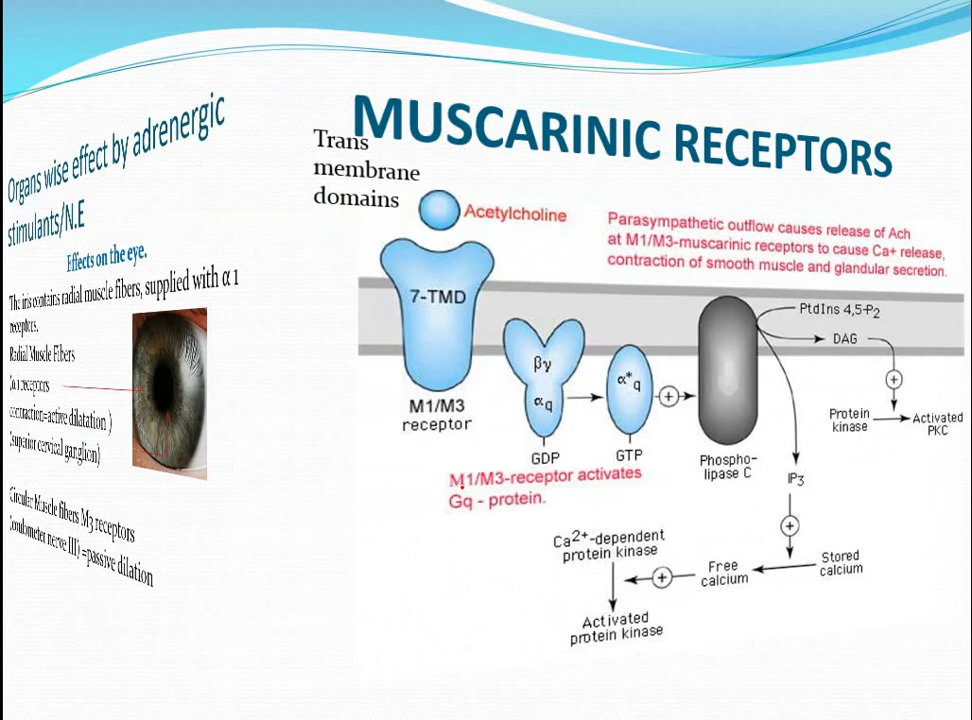 Organs wise effect by adrenergic
stimulants/N.E
Effects on the eye.
The iris contains radial muscle fibers, supplied with α 1
receptors.
Radial Muscle Fibers
(α1 receptors
contraction=active dilatation )
(superior cervical ganglion)
Circular Muscle fibers M3 receptors
(oculometer nerve III) =passive dilation
MUSCARINIC RECEPTORS
Trans
membrane
domains
Acetylcholine
Parasympathetic outflow causes release of Ach
at M1/M3-muscarinic receptors to cause Ca+ release,
contraction of smooth muscle and glandular secretion.
7-TMD
M1/M3
receptor
βγ
αq
GDP
α*q
GTP
+
Phospho-
lipase C
PtdIns 4,5-P2
DAG
+
Protein
kinase
Activated
PKC
M1/M3-receptor activates
Gq - protein.
IP3
+
Stored
calcium
Free
calcium
+
Ca2+-dependent
protein kinase
Activated
protein kinase